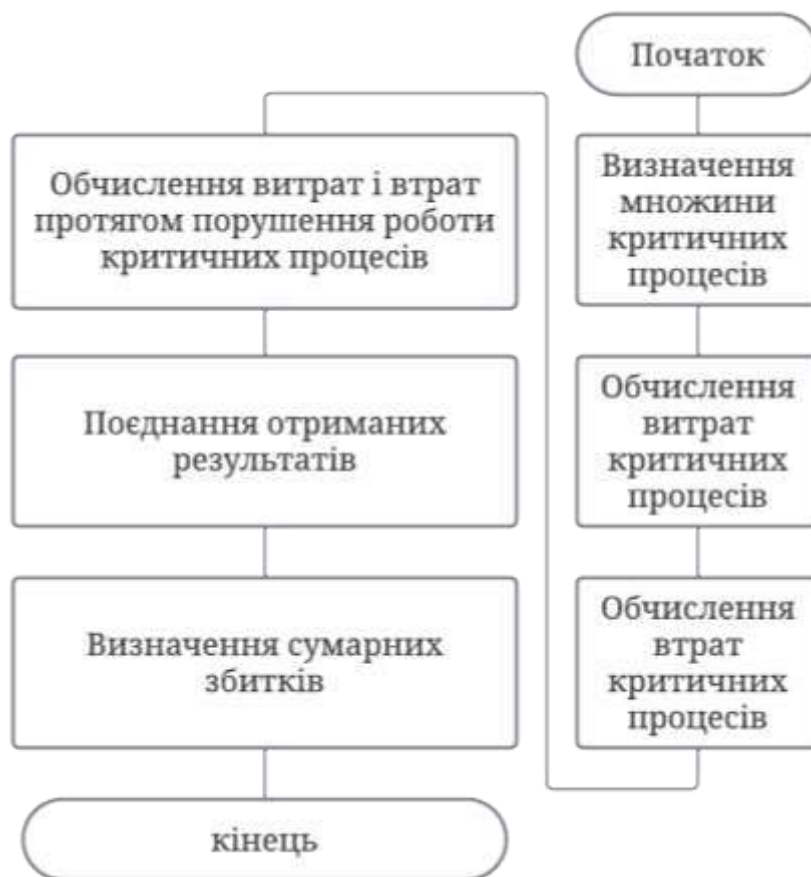 Початок
Визначення
множини
критичних
процесів
Обчислення
витрат
критичних
процесів
Обчислення
втрат
критичних
процесів
Обчислення витрат і втрат
протягом порушення роботи
критичних процесів
Поєднання отриманих
результатів
Визначення сумарних
збитків
кінець